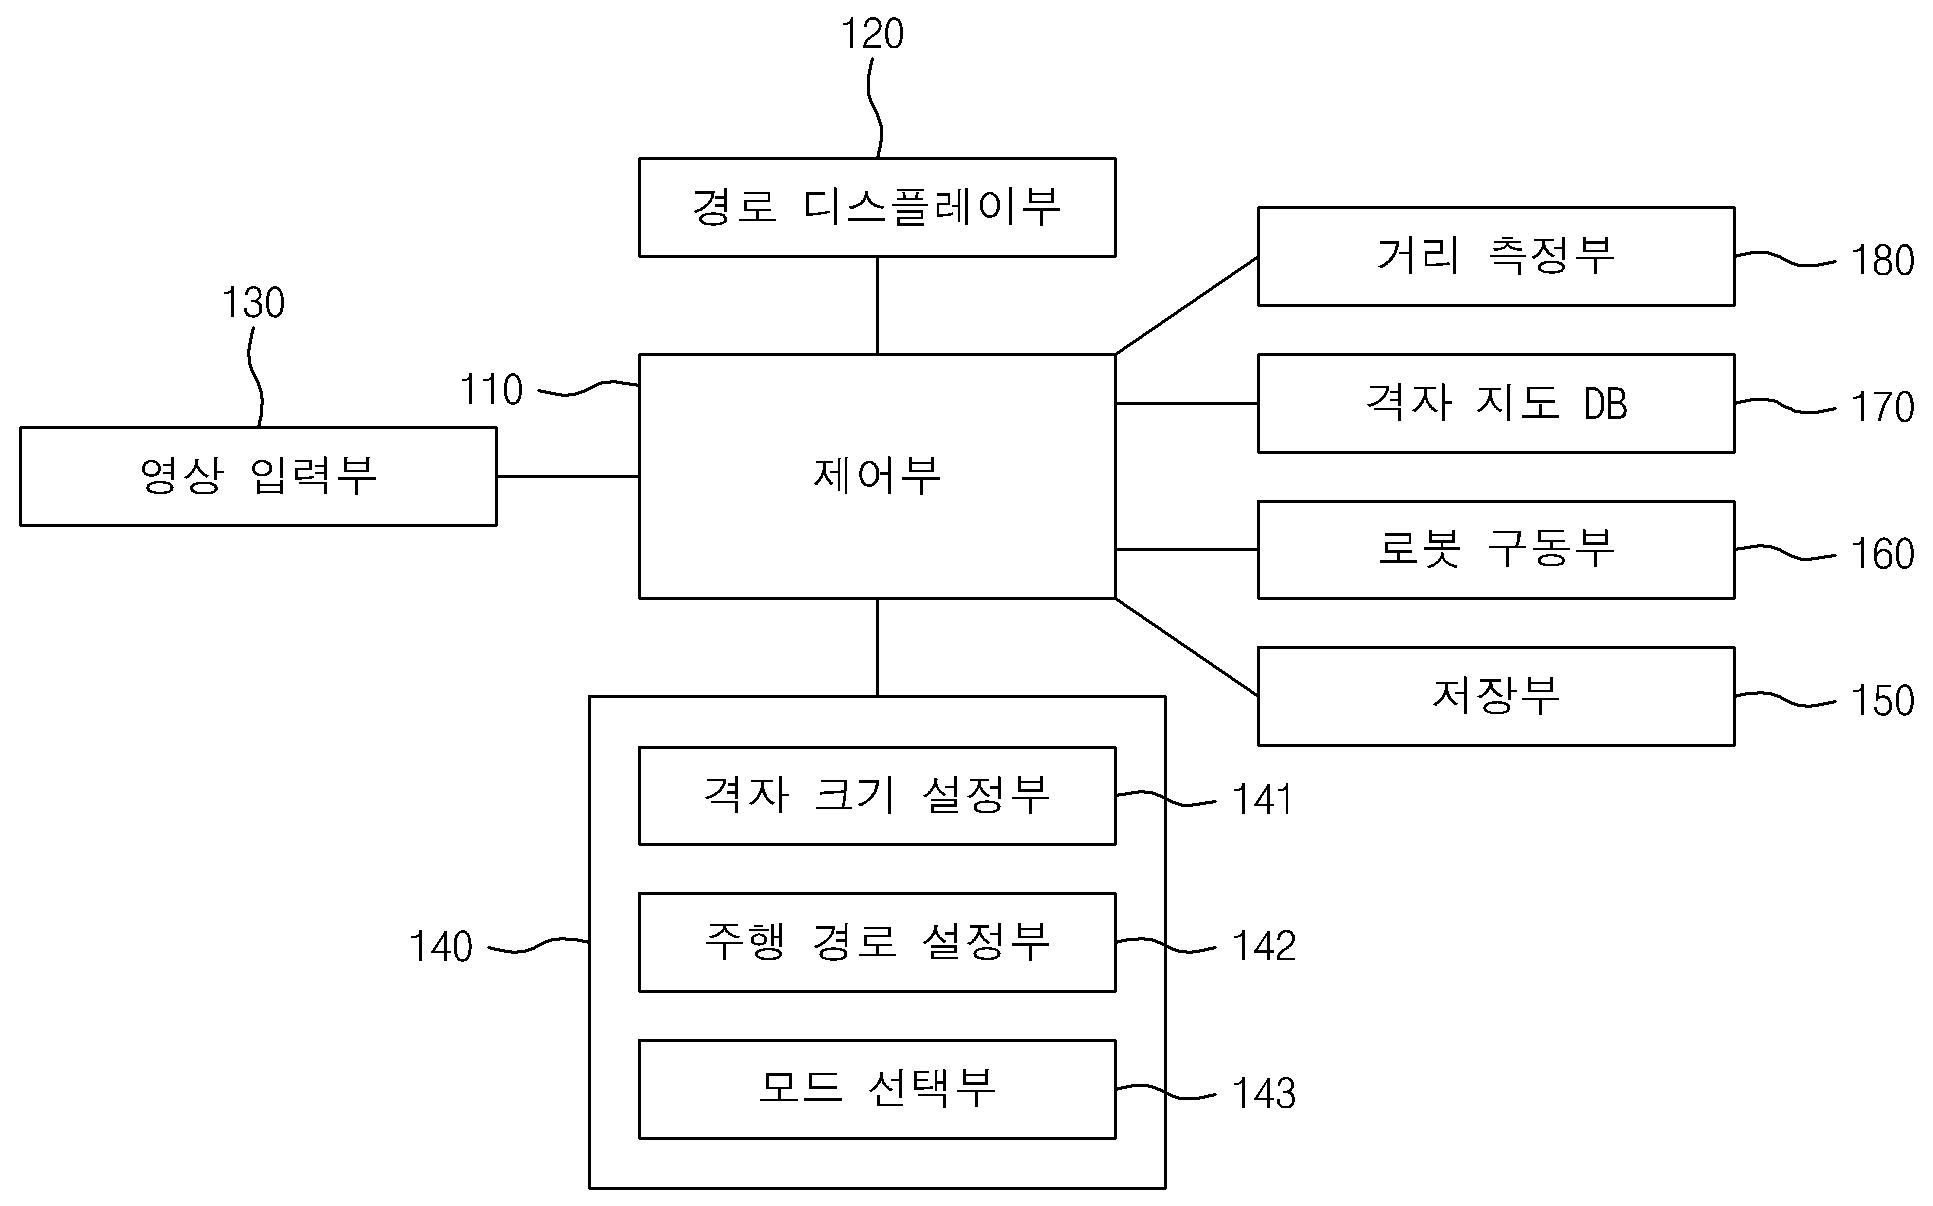 120
경로 디스플레이부
거리 측정부
180
130
110
격자 지도 DB
170
영상 입력부
제어부
로봇 구동부
160
저장부
150
격자 크기 설정부
141
140
주행 경로 설정부
142
모드 선택부
143